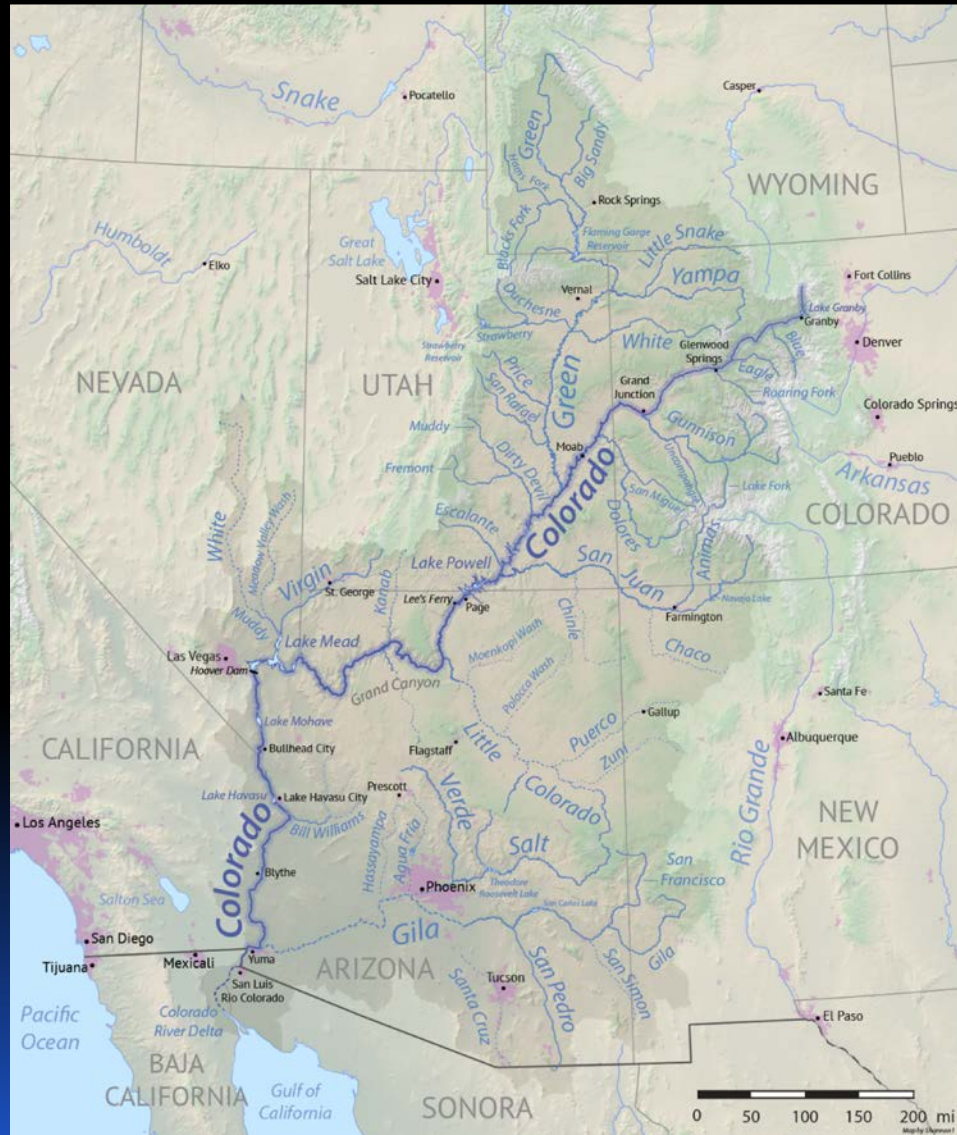 Snake
Pocatello
Casper
Green
Big Sandy
Hams Fork
WYOMING
Rock Springs
Blacks Fork
Flaming Gorge
Reservoir
Little Snake
Humboldt
Elko
Great
Salt Lake
Salt Lake City
Yampa
Fort Collins
Vernal
Duchesne
Lake Granby
Granby
Strawberry
Strawberry
Reservoir
White
Glenwood
Springs
Blue
Denver
NEVADA
UTAH
Price
San Rafael
Green
Grand
Junction
Eagle
Roaring Fork
Colorado Springs
Muddy
Moab
Gunnison
Pueblo
Fremont
Dirty Devil
Uncompahgre
Arkansas
Colorado
San Miguel
Lake Fork
COLORADO
Escalante
Dolores
White
Meadow Valley Wash
Lake Powell
San Juan
Animas
Virgin
St. George
Kanab
Lee's Ferry
Page
Navajo Lake
Farmington
Muddy
Chinle
Lake Mead
Moenkopi Wash
Chaco
Las Vegas
Hoover Dam
Grand Canyon
Polacca Wash
Santa Fe
Lake Mohave
Gallup
Puerco
CALIFORNIA
Bullhead City
Flagstaff
Little Colorado
Zuni
Albuquerque
Lake Havasu
Lake Havasu City
Prescott
Verde
Rio Grande
NEW
MEXICO
Los Angeles
Colorado
Bill Williams
Hassayampa
Agua Fria
Salt
San
Francisco
Blythe
Phoenix
Theodore
Roosevelt Lake
San Carlos Lake
Salton Sea
San Diego
Gila
Gila
Tijuana
Mexicali
Yuma
ARIZONA
San Simon
San Luis
Rio Colorado
Tucson
San Pedro
Santa Cruz
Pacific
Ocean
Colorado
River Delta
El Paso
BAJA
CALIFORNIA
Gulf of
California
SONORA
0 50 100 150 200 mi
Map by Shannon1